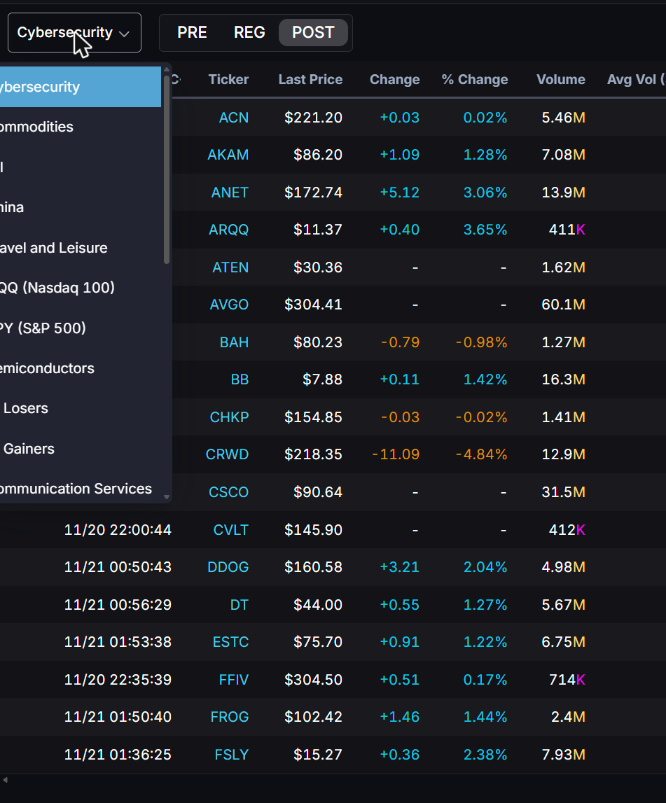 Cybersecurity PRE REG POST
C Ticker Last Price Change % Change Volume Avg Vol (
ybersecurity ACN $221.20 +0.03 0.02% 5.46M
ommodities AKAM $86.20 +1.09 1.28% 7.08M
I ANET $172.74 +5.12 3.06% 13.9M
hina ARQQ $11.37 +0.40 3.65% 411K
avel and Leisure ATEN $30.36 - - 1.62M
QQ (Nasdaq 100) AVGO $304.41 - - 60.1M
PY (S&P 500) BAH $80.23 -0.79 -0.98% 1.27M
emiconductors BB $7.88 +0.11 1.42% 16.3M
Losers CHKP $154.85 -0.03 -0.02% 1.41M
Gainers CRWD $218.35 -11.09 -4.84% 12.9M
ommunication Services CSCO $90.64 - - 31.5M
11/20 22:00:44 CVLT $145.90 - - 412K
11/21 00:50:43 DDOG $160.58 +3.21 2.04% 4.98M
11/21 00:56:29 DT $44.00 +0.55 1.27% 5.67M
11/21 01:53:38 ESTC $75.70 +0.91 1.22% 6.75M
11/20 22:35:39 FFIV $304.50 +0.51 0.17% 714K
11/21 01:50:40 FROG $102.42 +1.46 1.44% 2.4M
11/21 01:36:25 FSLY $15.27 +0.36 2.38% 7.93M